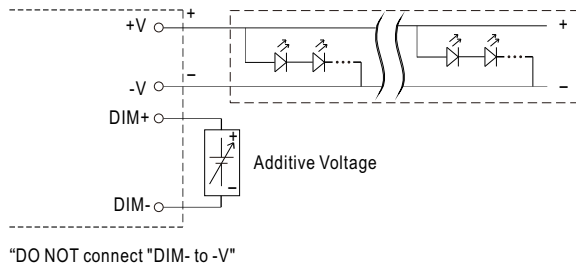 +V + +
-V − −
DIM+
+
Additive Voltage
−
DIM-
“DO NOT connect "DIM- to -V"